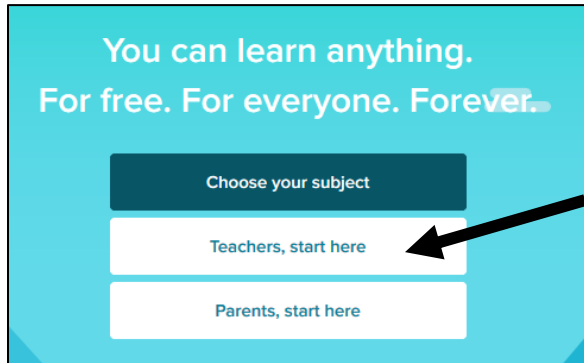 You can learn anything.
For free. For everyone. Forever.
Choose your subject
Teachers, start here
Parents, start here